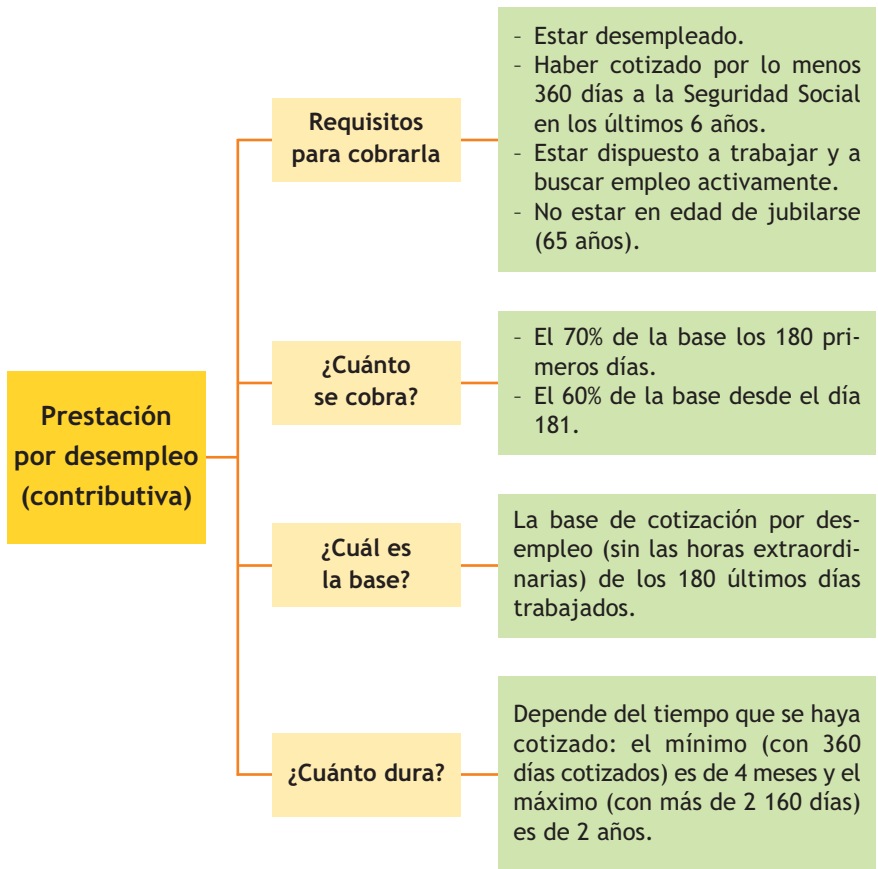 Prestación
por desempleo
(contributiva)
Requisitos
para cobrarla
– Estar desempleado.
– Haber cotizado por lo menos
360 días a la Seguridad Social
en los últimos 6 años.
– Estar dispuesto a trabajar y a
buscar empleo activamente.
– No estar en edad de jubilarse
(65 años).
¿Cuánto
se cobra?
– El 70% de la base los 180 pri-
meros días.
– El 60% de la base desde el día
181.
¿Cuál es
la base?
La base de cotización por des-
empleo (sin las horas extraordi-
narias) de los 180 últimos días
trabajados.
¿Cuánto dura?
Depende del tiempo que se haya
cotizado: el mínimo (con 360
días cotizados) es de 4 meses y el
máximo (con más de 2 160 días)
es de 2 años.